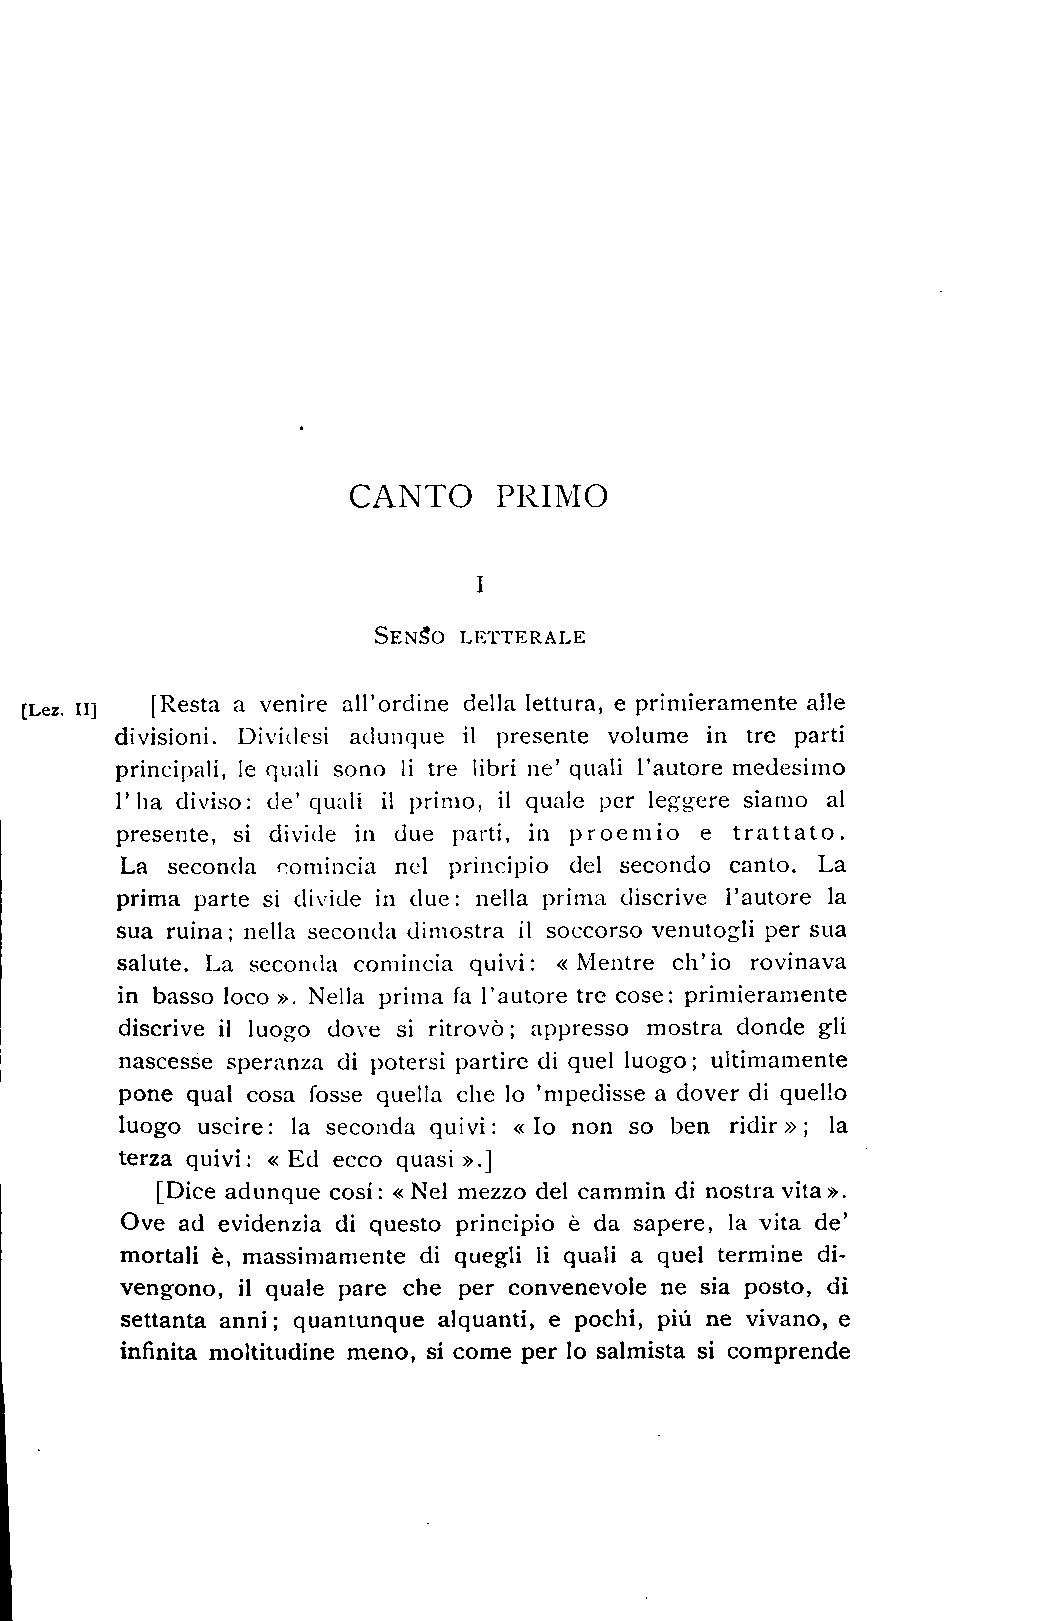 CANTO PRIMO
I
SENSO LETTERALE
[Lez. II] [Resta a venire all'ordine della lettura, e primieramente alle
divisioni. Dividesi adunque il presente volume in tre parti
principali, le quali sono li tre libri ne' quali l'autore medesimo
l'ha diviso: de' quali il primo, il quale per leggere siamo al
presente, si divide in due parti, in proemio e trattato.
La seconda comincia nel principio del secondo canto. La
prima parte si divide in due: nella prima discrive l'autore la
sua ruina; nella seconda dimostra il soccorso venutogli per sua
salute. La seconda comincia quivi: « Mentre ch'io rovinava
in basso loco ». Nella prima fa l'autore tre cose: primieramente
discrive il luogo dove si ritrovò; appresso mostra donde gli
nascesse speranza di potersi partire di quel luogo; ultimamente
pone qual cosa fosse quella che lo 'mpedisse a dover di quello
luogo uscire: la seconda quivi: « Io non so ben ridir »; la
terza quivi: « Ed ecco quasi ».]
[Dice adunque cosí: « Nel mezzo del cammin di nostra vita ».
Ove ad evidenzia di questo principio è da sapere, la vita de'
mortali è, massimamente di quegli li quali a quel termine di-
vengono, il quale pare che per convenevole ne sia posto, di
settanta anni; quantunque alquanti, e pochi, piú ne vivano, e
infinita moltitudine meno, sí come per lo salmista si comprende